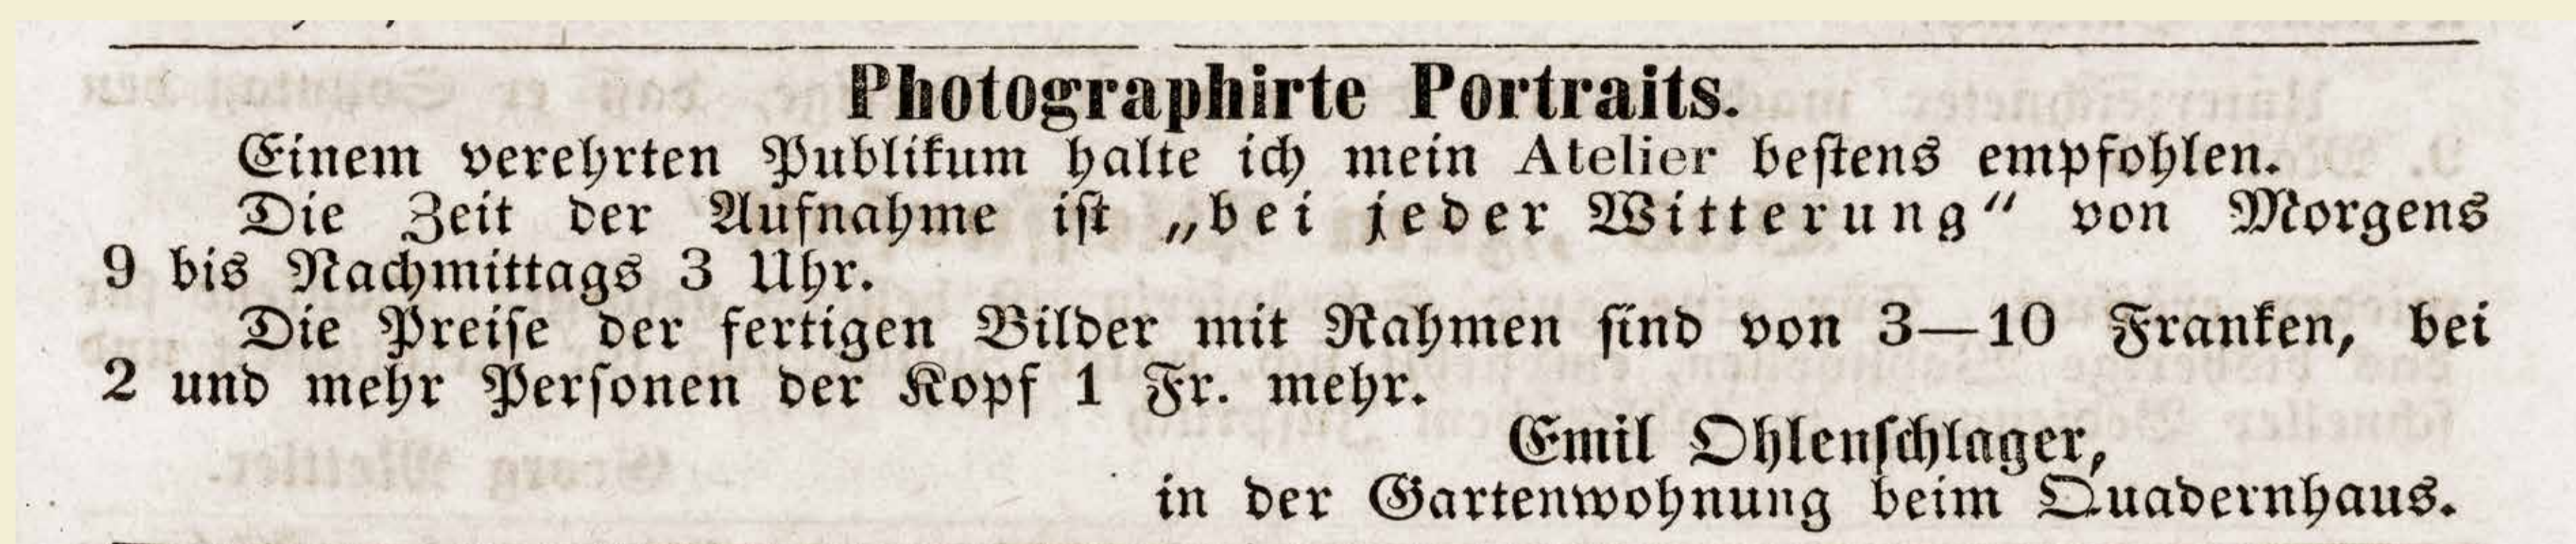 Photographirte Portraits.
Einem verehrten Publikum halte ich mein Atelier bestens empfohlen.
Die Zeit der Aufnahme ist „bei jeder Witterung“ von Morgens
9 bis Nachmittags 3 Uhr.
Die Preise der fertigen Bilder mit Rahmen sind von 3—10 Franken, bei
2 und mehr Personen der Kopf 1 Fr. mehr.
Emil Ohlenschlager,
in der Gartenwohnung beim Quadernhaus.